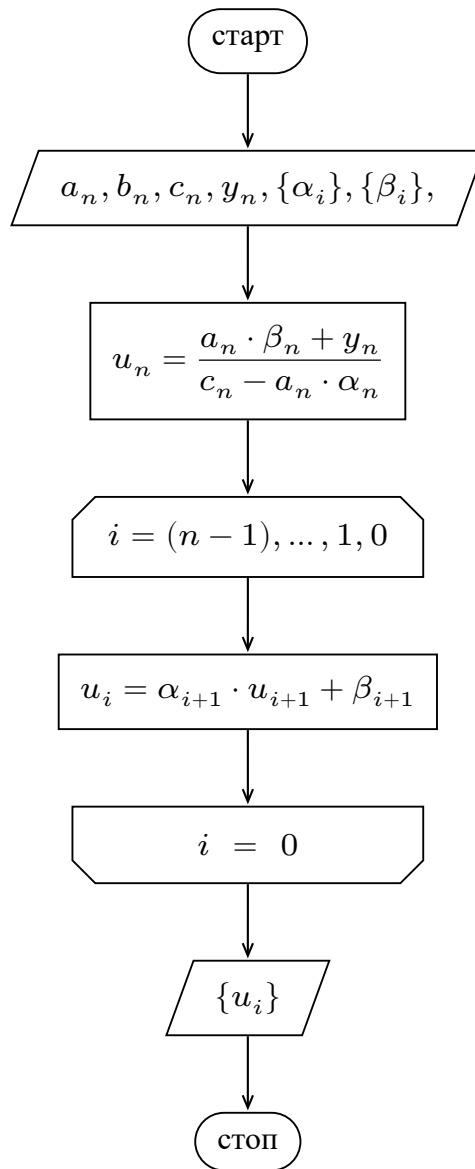 старт
a_n, b_n, c_n, y_n, {α_i}, {β_i},
u_n = \frac{a_n · β_n + y_n}{c_n − a_n · α_n}
i = (n − 1), ... , 1, 0
u_i = α_{i+1} · u_{i+1} + β_{i+1}
i = 0
{u_i}
стоп